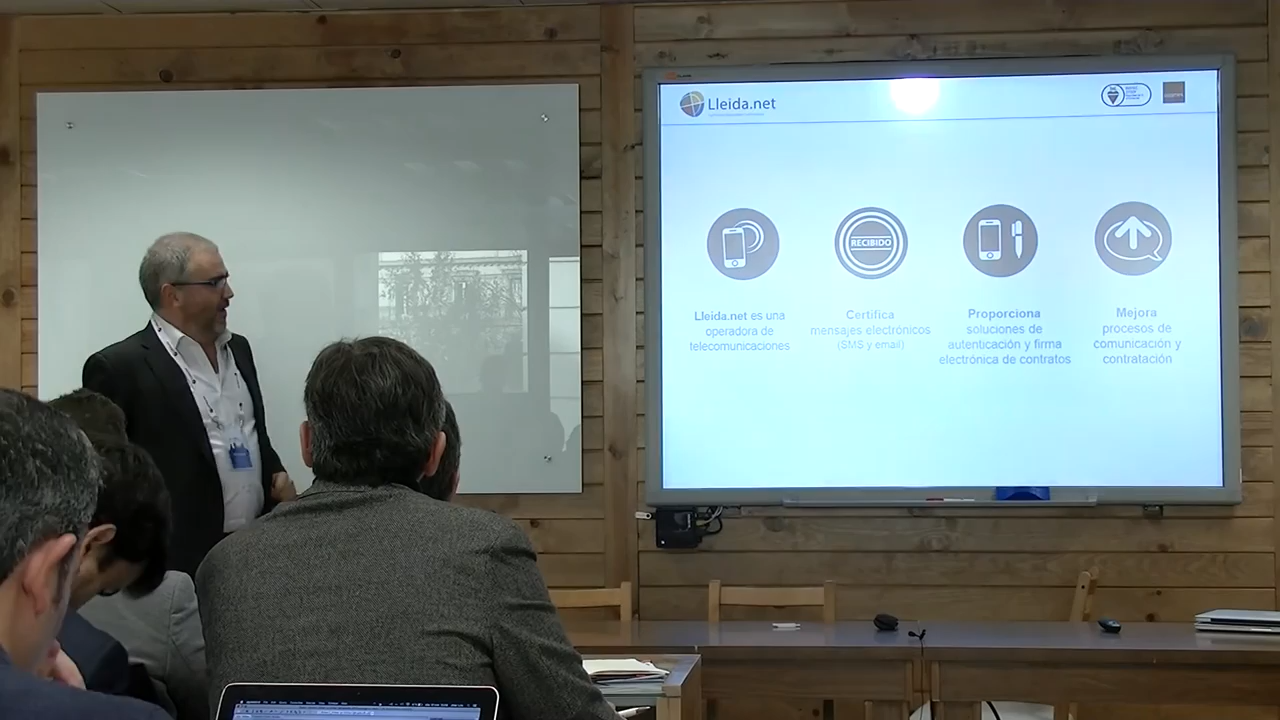 Lleida.net
RECIBIDO
Lleida.net es una
operadora de
telecomunicaciones
Certifica
mensajes electrónicos
(SMS y email)
Proporciona
soluciones de
autenticación y firma
electrónica de contratos
Mejora
procesos de
comunicación y
contratación